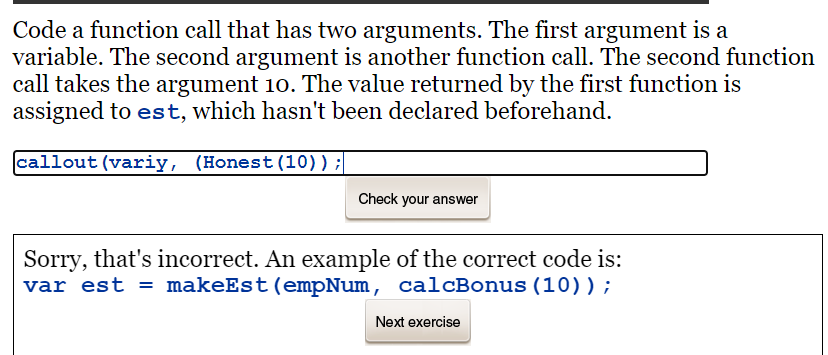 Code a function call that has two arguments. The first argument is a
variable. The second argument is another function call. The second function
call takes the argument 10. The value returned by the first function is
assigned to est, which hasn't been declared beforehand.
callout(variy, (Honest(10));
Check your answer
Sorry, that's incorrect. An example of the correct code is:
var est = makeEst(empNum, calcBonus(10));
Next exercise